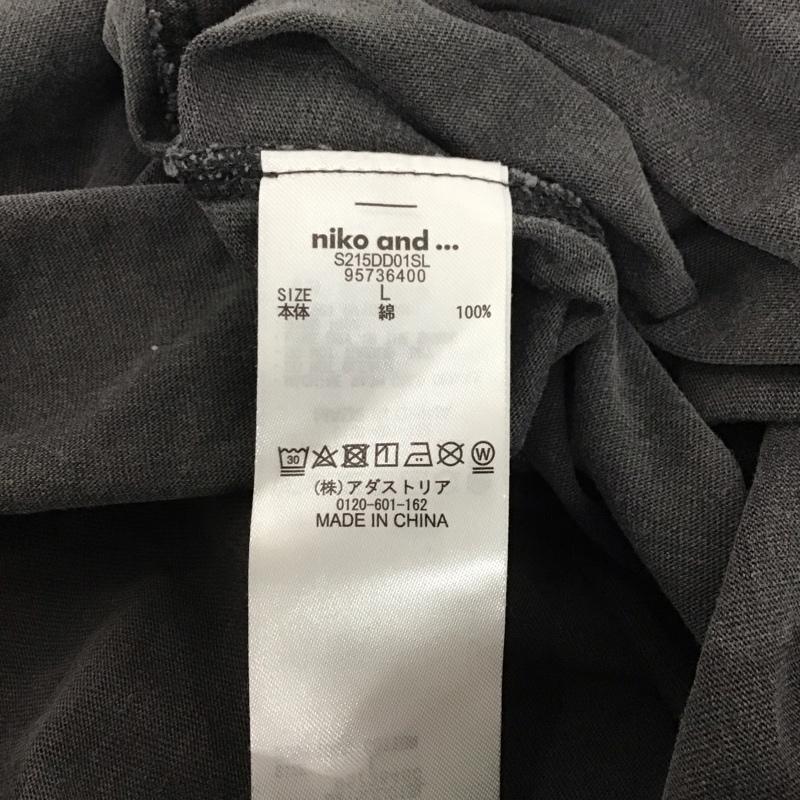 niko and ...
S215DD01SL
95736400
SIZE L
本体 綿 100%
30 W
(株)アダストリア
0120-601-162
MADE IN CHINA